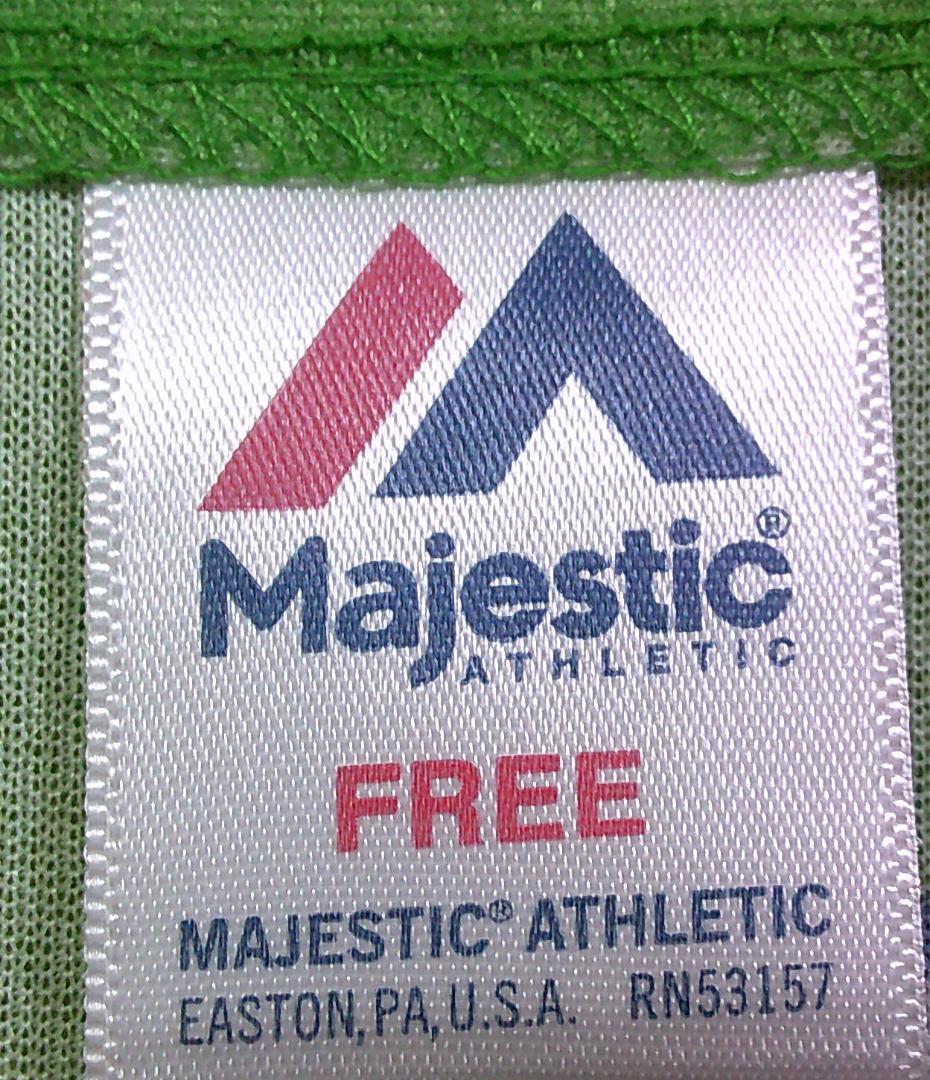 Majestic®
ATHLETIC
FREE
MAJESTIC® ATHLETIC
EASTON, PA, U.S.A. RN53157